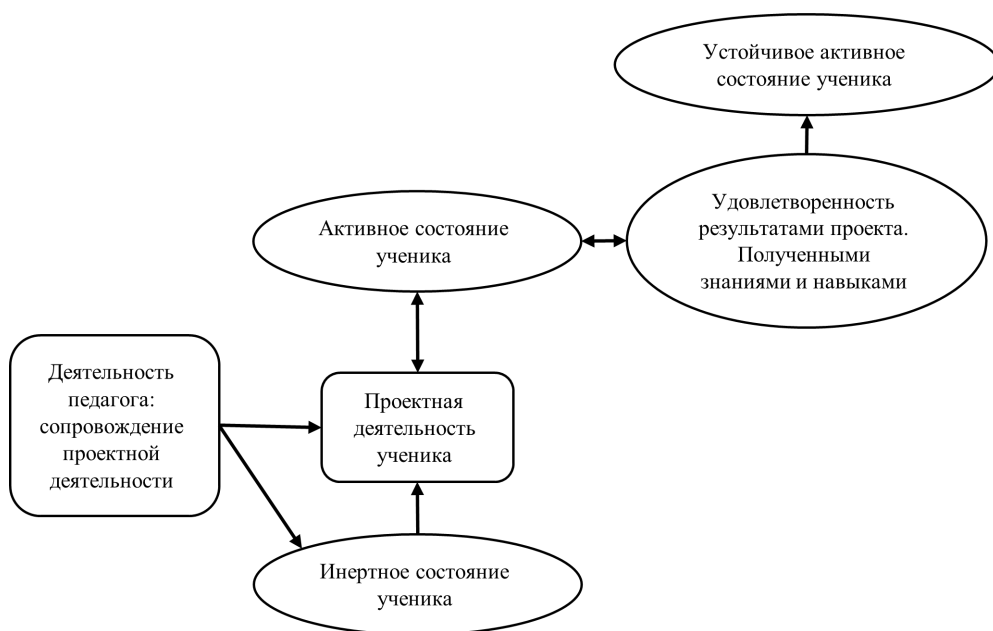 Устойчивое активное
состояние ученика
Удовлетворенность
результатами проекта.
Полученными
знаниями и навыками
Активное состояние
ученика
Деятельность
педагога:
сопровождение
проектной
деятельности
Проектная
деятельность
ученика
Инертное состояние
ученика